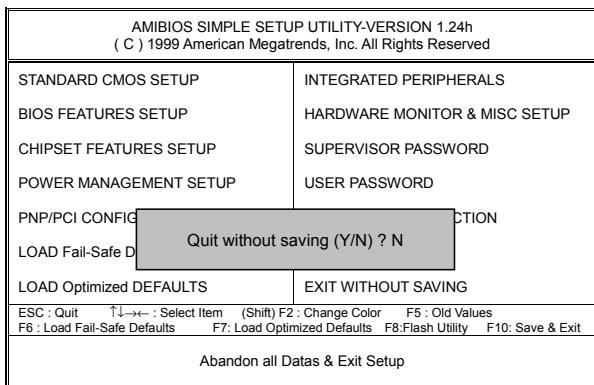 AMIBIOS SIMPLE SETUP UTILITY-VERSION 1.24h
( C ) 1999 American Megatrends, Inc. All Rights Reserved
STANDARD CMOS SETUP
INTEGRATED PERIPHERALS
BIOS FEATURES SETUP
HARDWARE MONITOR & MISC SETUP
CHIPSET FEATURES SETUP
SUPERVISOR PASSWORD
POWER MANAGEMENT SETUP
USER PASSWORD
PNP/PCI CONFIG
CTION
Quit without saving (Y/N) ? N
LOAD Fail-Safe D
LOAD Optimized DEFAULTS
EXIT WITHOUT SAVING
ESC : Quit ↑↓→← : Select Item (Shift) F2 : Change Color F5 : Old Values
F6 : Load Fail-Safe Defaults F7: Load Optimized Defaults F8:Flash Utility F10: Save & Exit
Abandon all Datas & Exit Setup